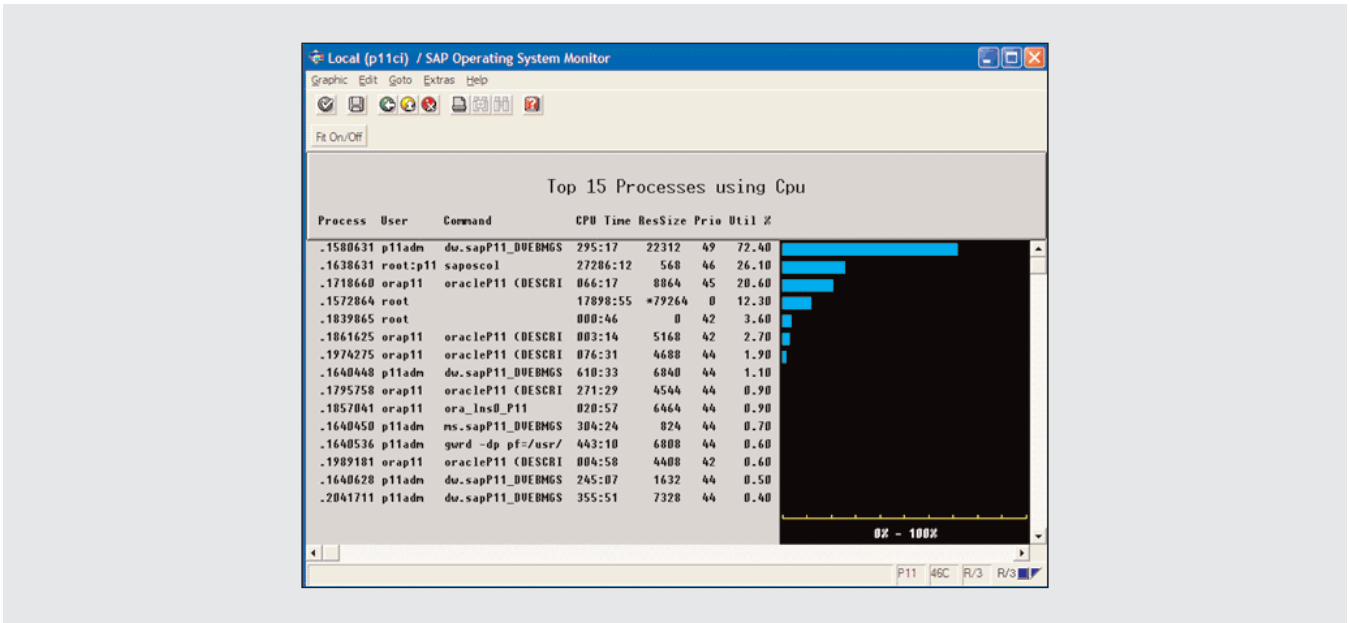 Local (p11ci) / SAP Operating System Monitor
Graphic Edit Goto Extras Help
Fit On/Off
Top 15 Processes using Cpu
Process User Command CPU Time ResSize Prio Util %
.1580631 p11adm dw.sapP11_DVEBMGS 295:17 22312 49 72.40
.1638631 root:p11 saposcol 27286:12 568 46 26.10
.1718660 orap11 oracleP11 (DESCRI 066:17 8864 45 20.60
.1572864 root 17898:55 *79264 0 12.30
.1839865 root 000:46 0 42 3.60
.1861625 orap11 oracleP11 (DESCRI 003:14 5168 42 2.70
.1974275 orap11 oracleP11 (DESCRI 076:31 4688 44 1.90
.1640448 p11adm dw.sapP11_DVEBMGS 610:33 6840 44 1.10
.1795758 orap11 oracleP11 (DESCRI 271:29 4544 44 0.90
.1857041 orap11 ora_lns0_P11 020:57 6464 44 0.90
.1640450 p11adm ms.sapP11_DVEBMGS 304:24 824 44 0.70
.1640536 p11adm gwrd -dp pf=/usr/ 443:10 6808 44 0.60
.1989181 orap11 oracleP11 (DESCRI 004:58 4408 42 0.60
.1640628 p11adm dw.sapP11_DVEBMGS 245:07 1632 44 0.50
.2041711 p11adm dw.sapP11_DVEBMGS 355:51 7328 44 0.40
0% - 100%
P11 46C R/3 R/3